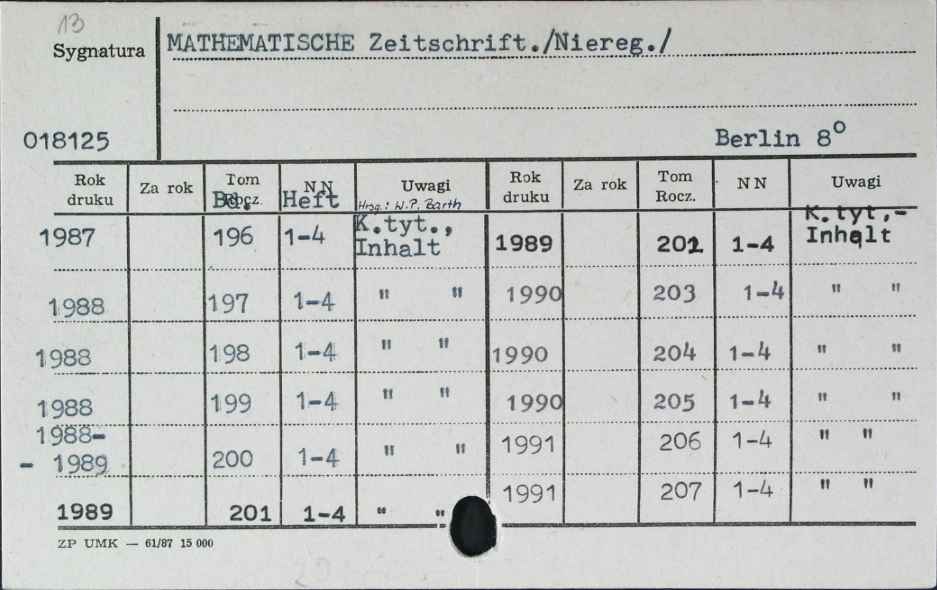 13
Sygnatura
MATHEMATISCHE Zeitschrift./Niereg./
018125
Berlin 8°
Rok druku Za rok Tom Rocz. Bd. NN Heft Uwagi Hrsg.: W.P. Barth Rok druku Za rok Tom Rocz. NN Uwagi
1987 196 1-4 K.tyt., Inhalt 1989 202 1-4 K.tyt,- Inhalt
1988 197 1-4 " " 1990 203 1-4 " "
1988 198 1-4 " " 1990 204 1-4 " "
1988 199 1-4 " " 1990 205 1-4 " "
1988- - 1989 200 1-4 " " 1991 206 1-4 " "
1989 201 1-4 " " 1991 207 1-4 " "
ZP UMK — 61/87 15 000